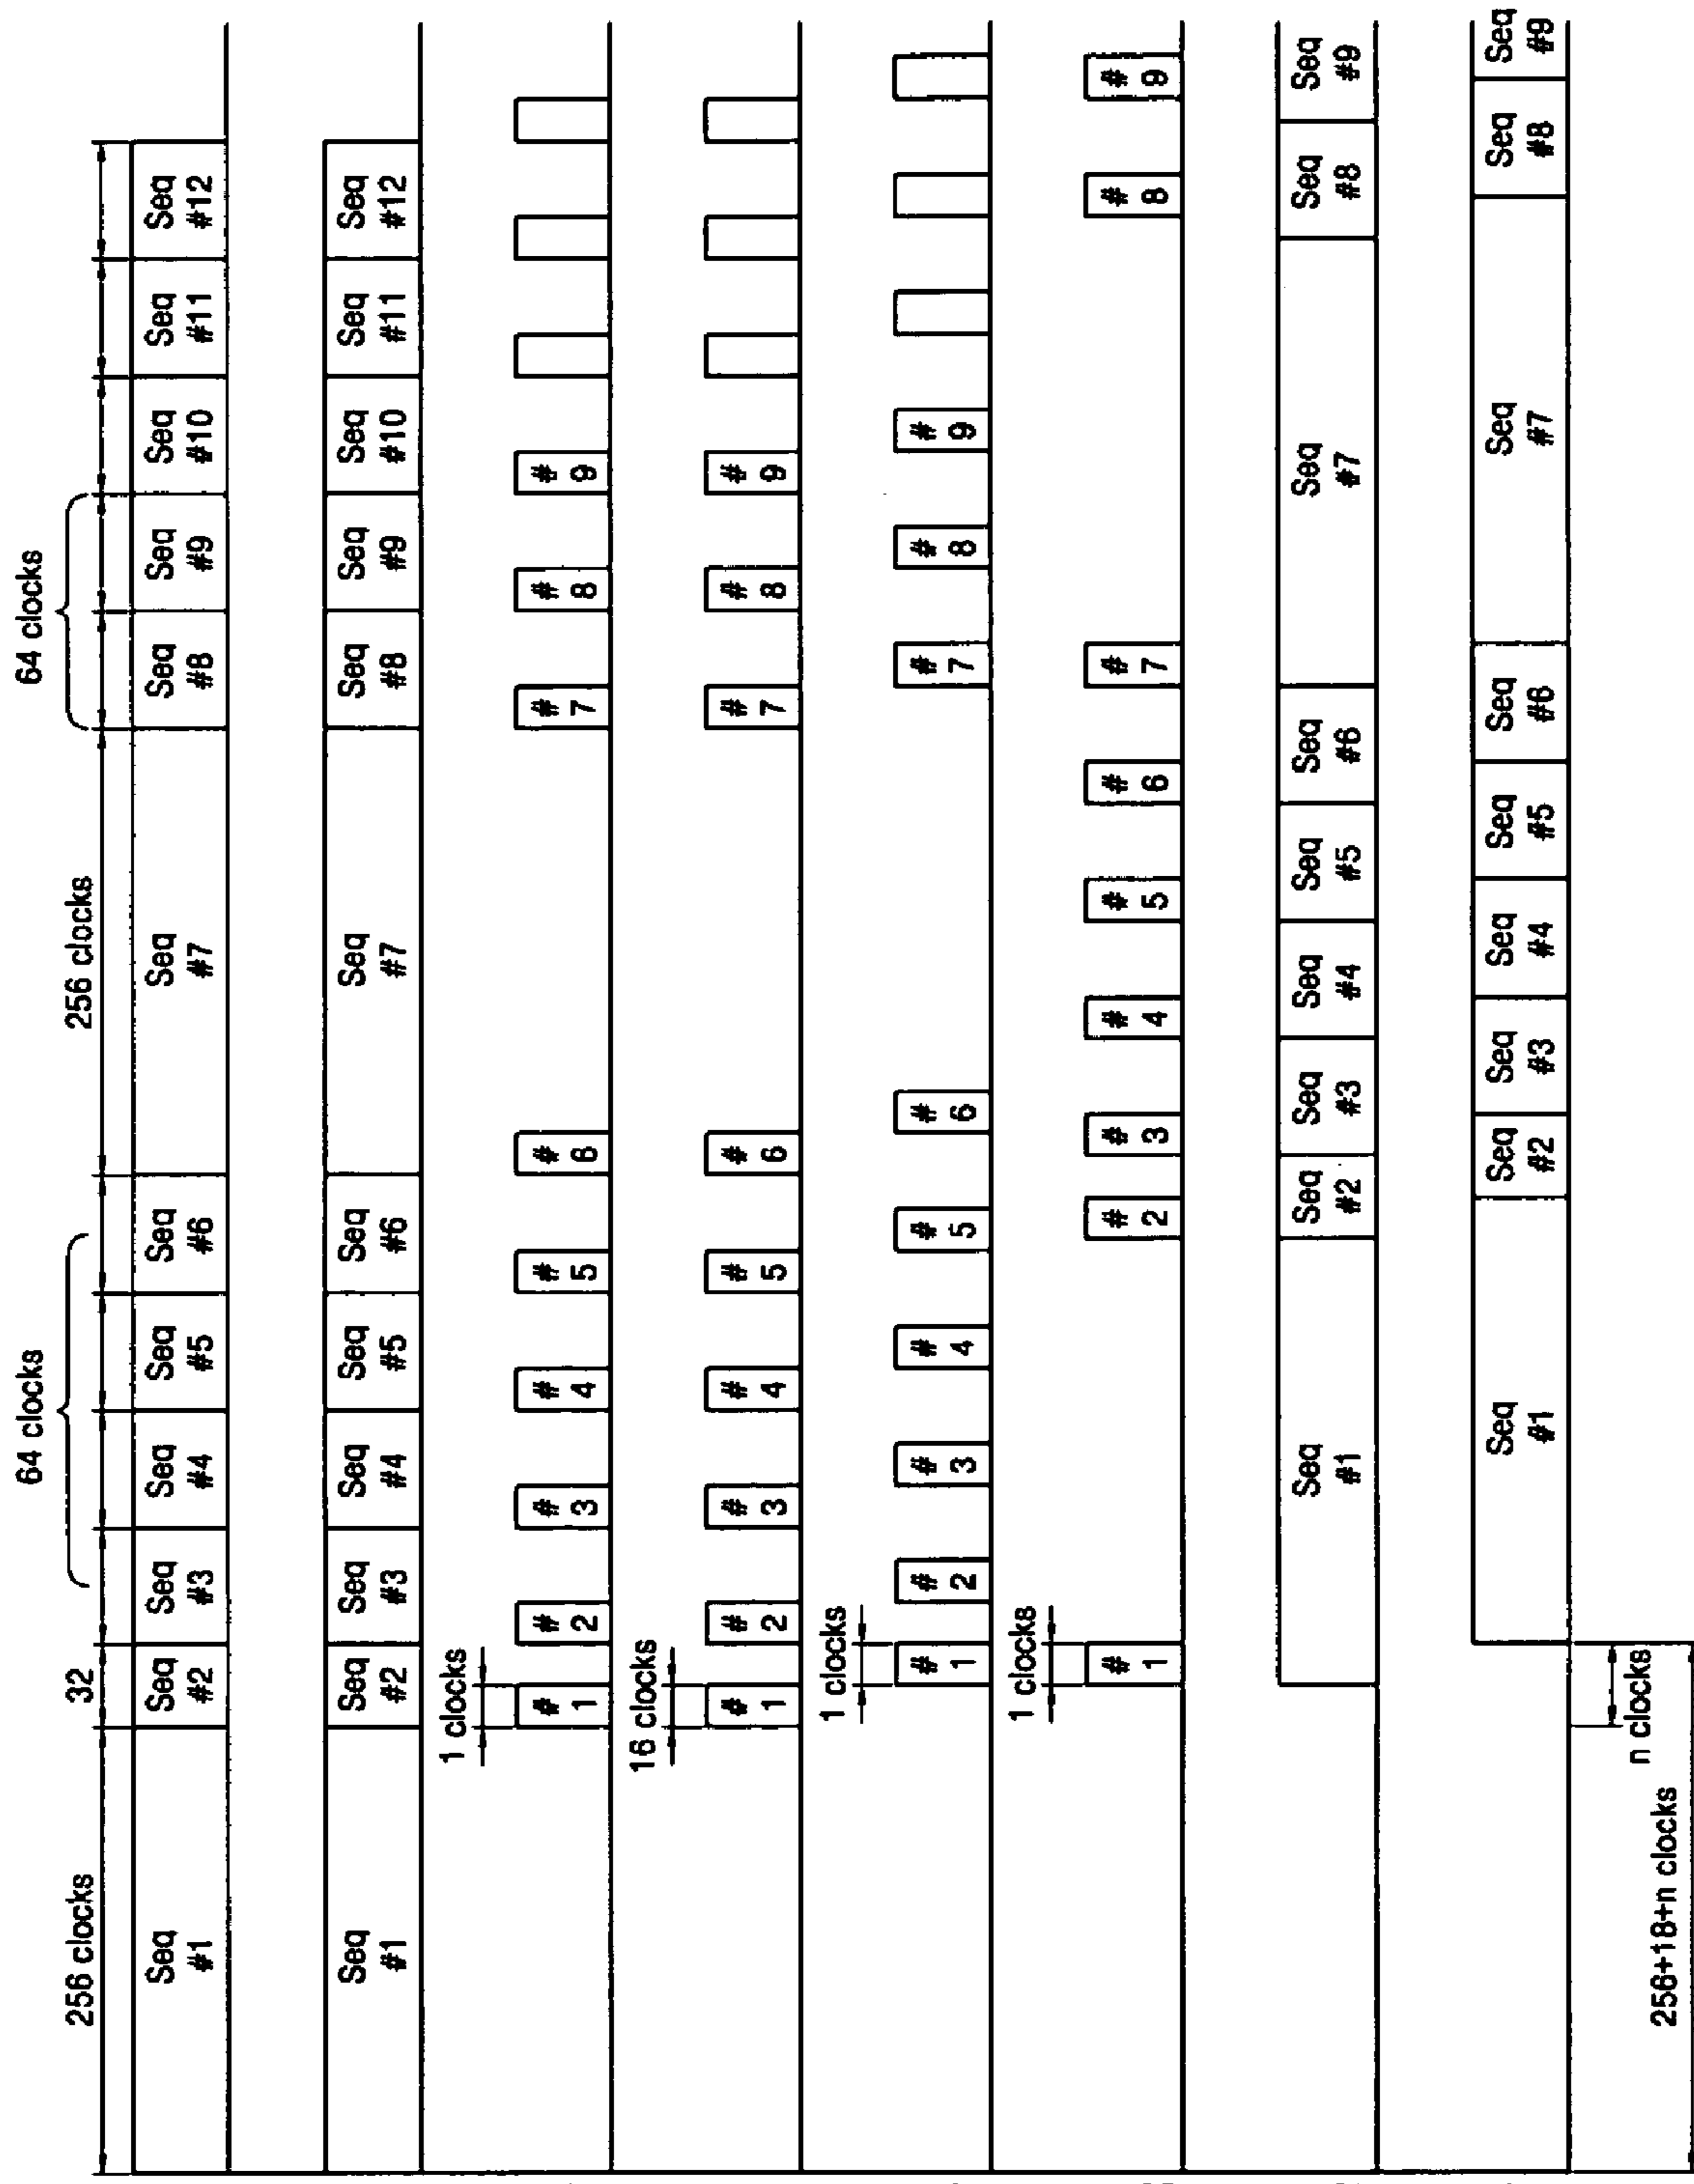 64 clocks 64 clocks
256 clocks 32 256 clocks
Seq Seq Seq Seq Seq Seq Seq Seq Seq Seq Seq Seq
#1 #2 #3 #4 #5 #6 #7 #8 #9 #10 #11 #12
Seq Seq Seq Seq Seq Seq Seq Seq Seq Seq Seq Seq
#1 #2 #3 #4 #5 #6 #7 #8 #9 #10 #11 #12
1 clocks
# # # # # # # # #
1 2 3 4 5 6 7 8 9
16 clocks
# # # # # # # # #
1 2 3 4 5 6 7 8 9
1 clocks
# # # # # # # # #
1 2 3 4 5 6 7 8 9
1 clocks
# # # # # # # # #
1 2 3 4 5 6 7 8 9
Seq Seq Seq Seq Seq Seq Seq Seq Seq
#1 #2 #3 #4 #5 #6 #7 #8 #9
Seq Seq Seq Seq Seq Seq Seq Seq Seq
#1 #2 #3 #4 #5 #6 #7 #8 #9
n clocks
256+18+n clocks